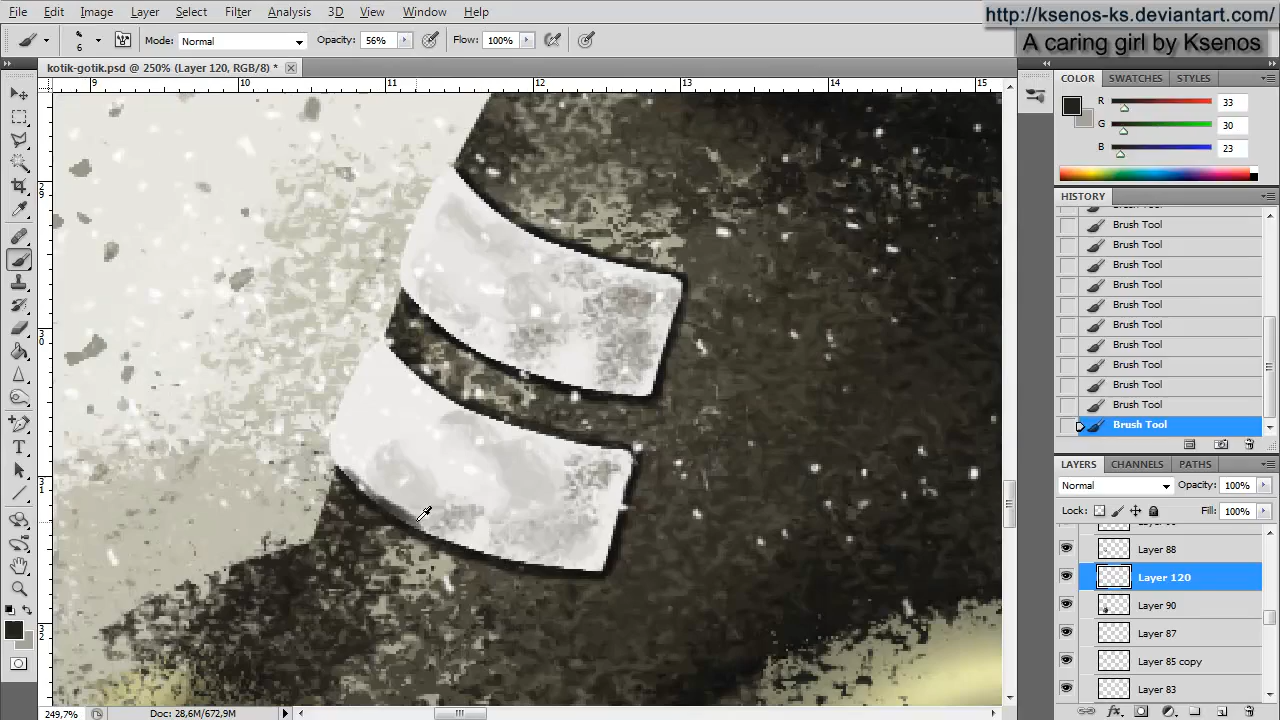 File Edit Image Layer Select Filter Analysis 3D View Window Help
http://ksenos-ks.deviantart.com/
A caring girl by Ksenos
6 Mode: Normal Opacity: 56% Flow: 100%
kotik-gotik.psd @ 250% (Layer 120, RGB/8) *
9 10 11 12 13 14 15
29
30
31
32
COLOR SWATCHES STYLES
R 33
G 30
B 23
HISTORY
Brush Tool
Brush Tool
Brush Tool
Brush Tool
Brush Tool
Brush Tool
Brush Tool
Brush Tool
Brush Tool
Brush Tool
Brush Tool
LAYERS CHANNELS PATHS
Normal Opacity: 100%
Lock: Fill: 100%
Layer 88
Layer 120
Layer 90
Layer 87
Layer 85 copy
Layer 83
249,7% Doc: 28,6M/672,9M